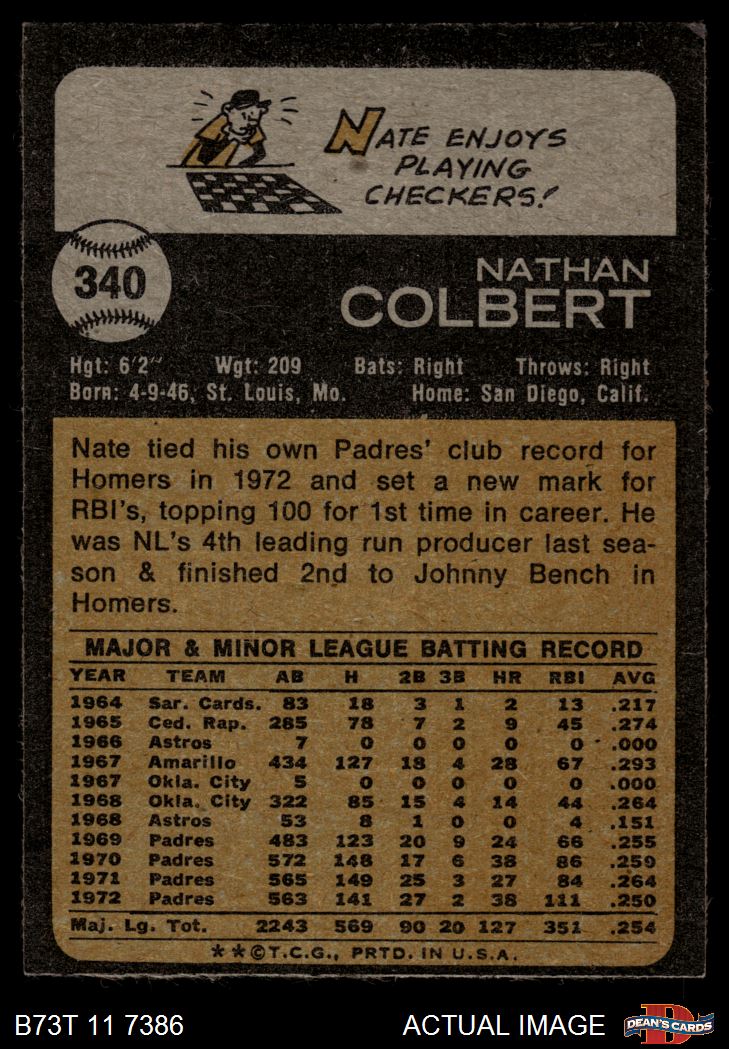 NATE ENJOYS
PLAYING
CHECKERS!
340
NATHAN
COLBERT
Hgt: 6'2" Wgt: 209 Bats: Right Throws: Right
Born: 4-9-46, St. Louis, Mo. Home: San Diego, Calif.
Nate tied his own Padres' club record for
Homers in 1972 and set a new mark for
RBI's, topping 100 for 1st time in career. He
was NL's 4th leading run producer last sea-
son & finished 2nd to Johnny Bench in
Homers.
MAJOR & MINOR LEAGUE BATTING RECORD
YEAR TEAM AB H 2B 3B HR RBI AVG
1964 Sar. Cards. 83 18 3 1 2 13 .217
1965 Ced. Rap. 285 78 7 2 9 45 .274
1966 Astros 7 0 0 0 0 0 .000
1967 Amarillo 434 127 18 4 28 67 .293
1967 Okla. City 5 0 0 0 0 0 .000
1968 Okla. City 322 85 15 4 14 44 .264
1968 Astros 53 8 1 0 0 4 .151
1969 Padres 483 123 20 9 24 66 .255
1970 Padres 572 148 17 6 38 86 .259
1971 Padres 565 149 25 3 27 84 .264
1972 Padres 563 141 27 2 38 111 .250
Maj. Lg. Tot. 2243 569 90 20 127 351 .254
**©T.C.G., PRTD. IN U.S.A.
B73T 11 7386 ACTUAL IMAGE
D
DEAN'S CARDS